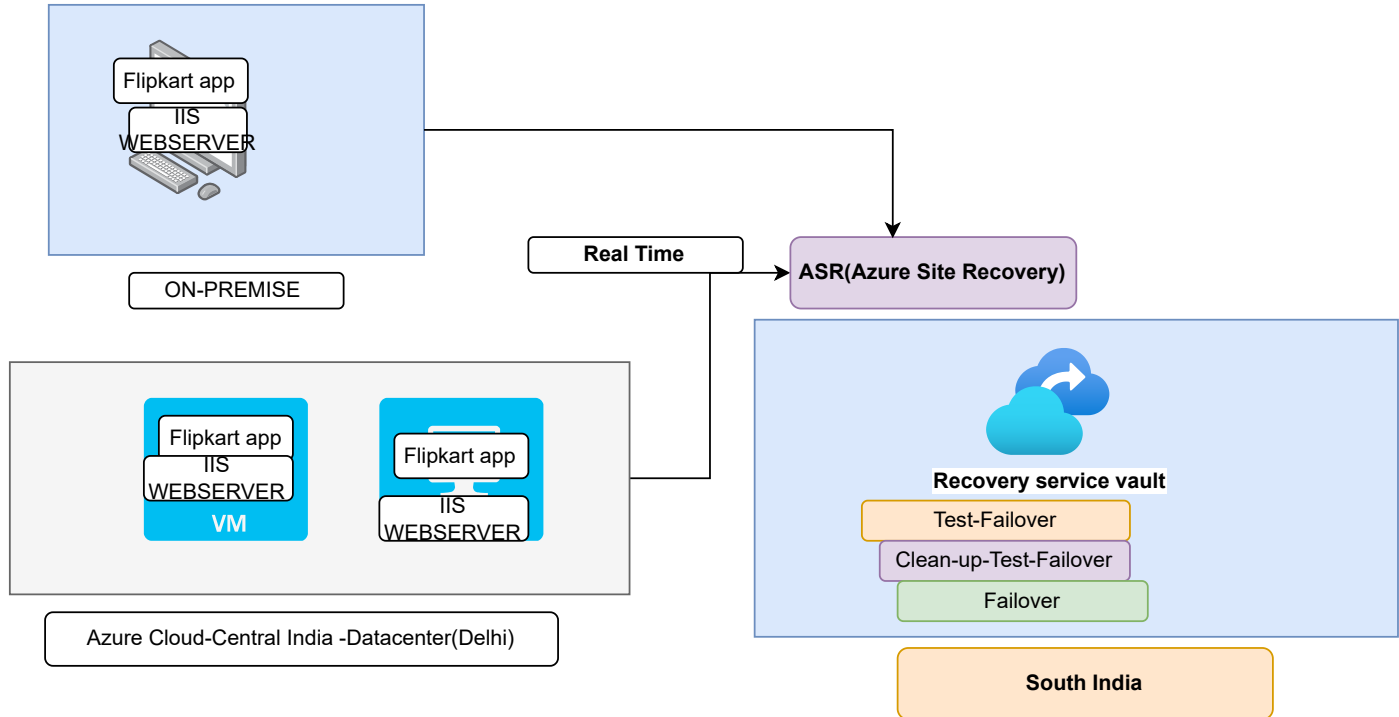 Flipkart app
IIS
WEBSERVER
ON-PREMISE
Real Time
ASR(Azure Site Recovery)
Flipkart app
IIS
WEBSERVER
VM
Flipkart app
IIS
WEBSERVER
Azure Cloud-Central India -Datacenter(Delhi)
Recovery service vault
Test-Failover
Clean-up-Test-Failover
Failover
South India